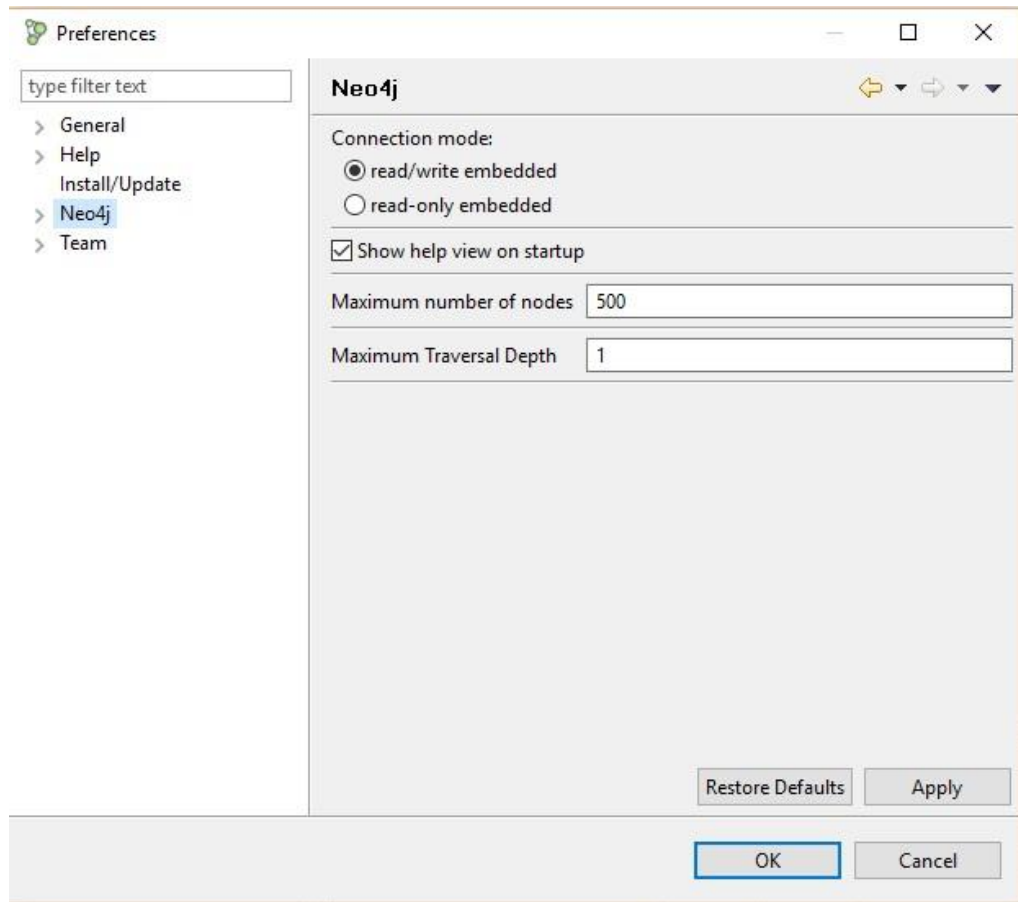 Preferences
type filter text
General
Help
Install/Update
Neo4j
Team
Neo4j
Connection mode:
read/write embedded
read-only embedded
Show help view on startup
Maximum number of nodes 500
Maximum Traversal Depth 1
Restore Defaults Apply
OK Cancel